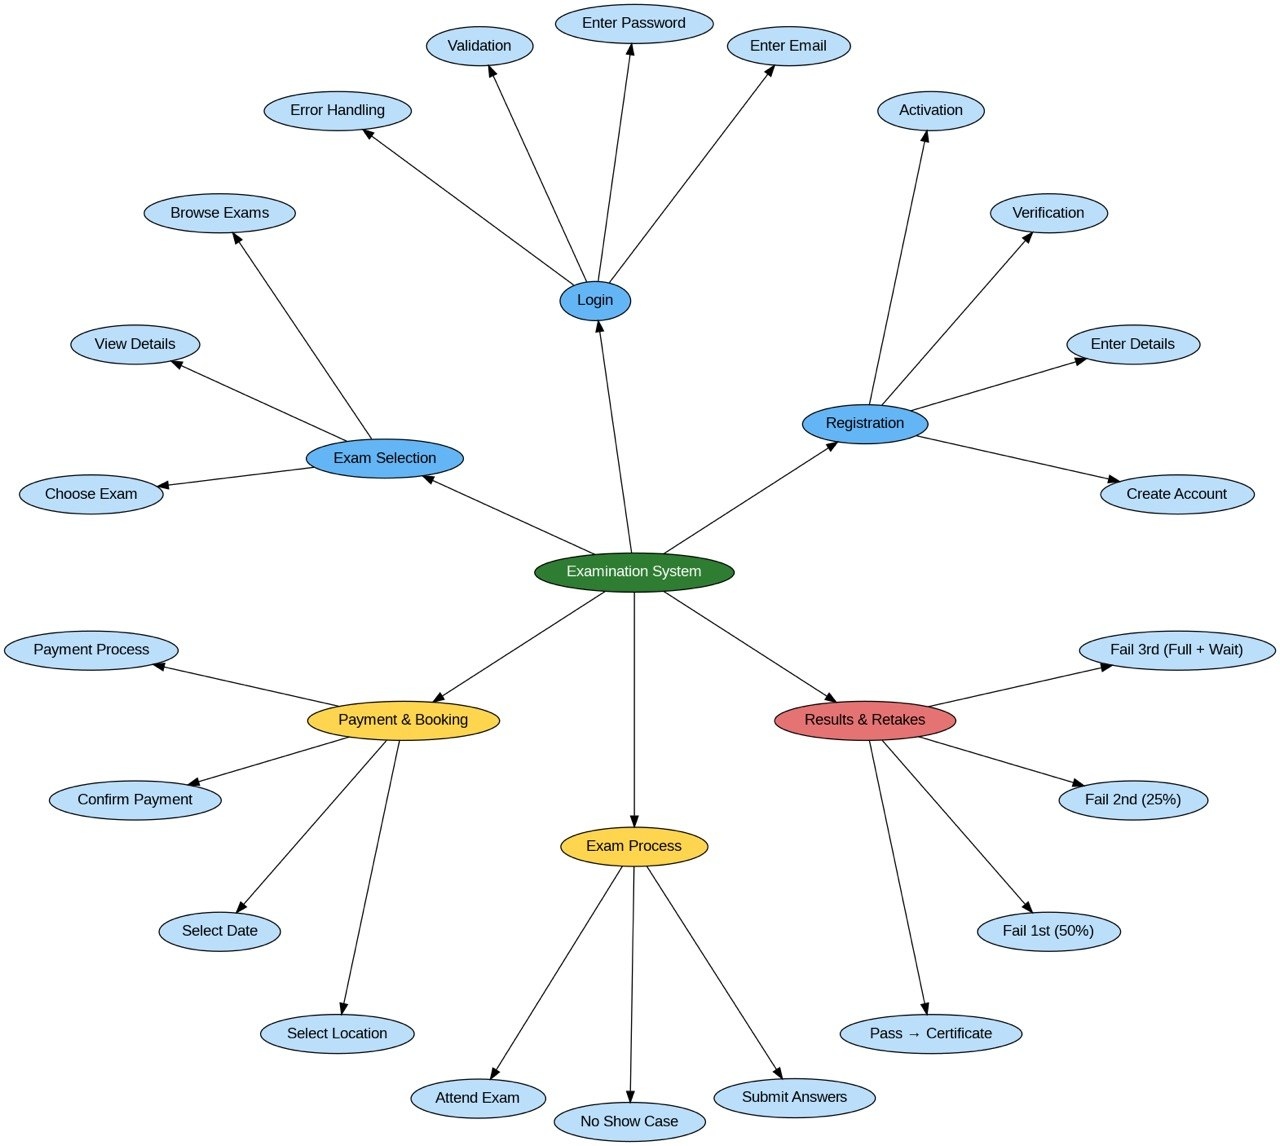 Enter Password
Validation
Enter Email
Error Handling
Activation
Browse Exams
Verification
Login
View Details
Enter Details
Registration
Exam Selection
Choose Exam
Create Account
Examination System
Payment Process
Fail 3rd (Full + Wait)
Payment & Booking
Results & Retakes
Confirm Payment
Fail 2nd (25%)
Exam Process
Select Date
Fail 1st (50%)
Select Location
Pass → Certificate
Attend Exam
Submit Answers
No Show Case